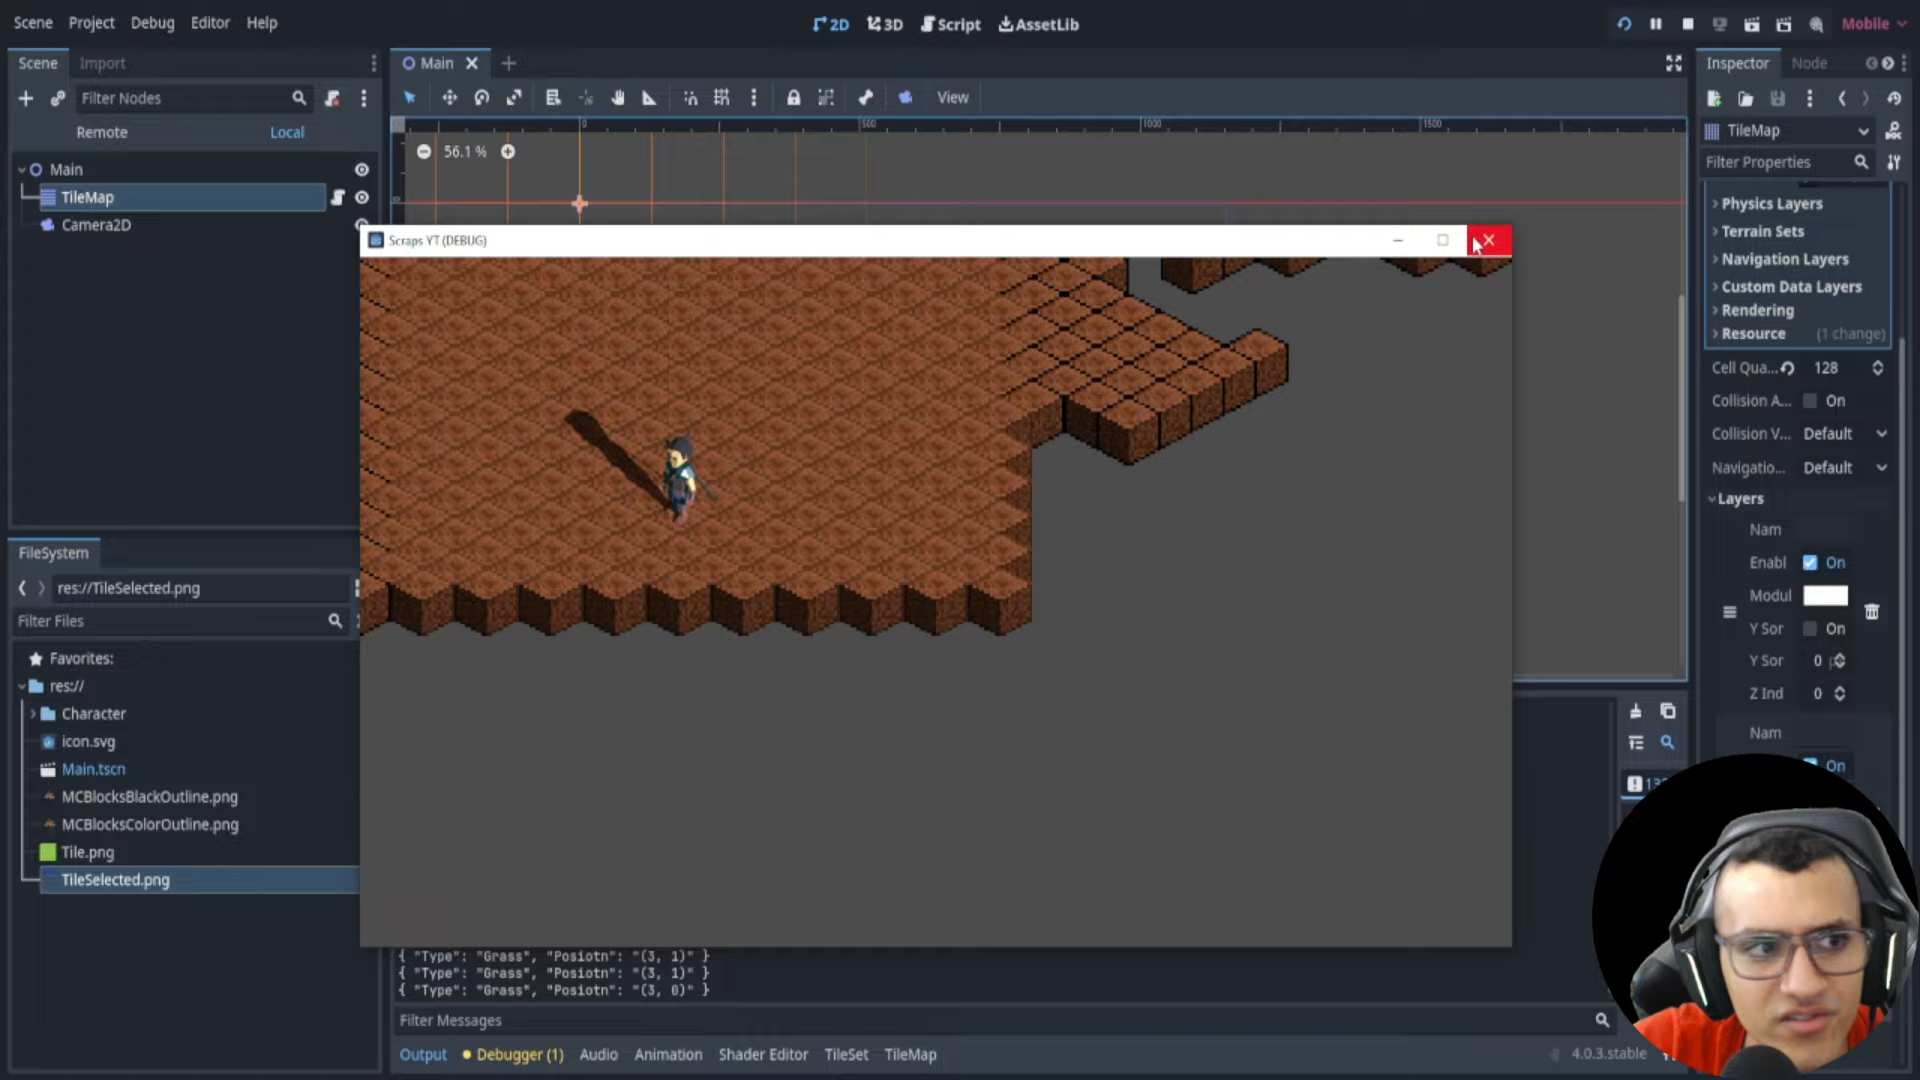 Scene Project Debug Editor Help
2D 3D Script AssetLib
Mobile
Scene Import
Filter Nodes
Remote Local
Main
TileMap
Camera2D
Main
View
0 500 1000 1500
56.1 %
Scraps YT (DEBUG)
FileSystem
res://TileSelected.png
Filter Files
Favorites:
res://
Character
icon.svg
Main.tscn
MCBlocksBlackOutline.png
MCBlocksColorOutline.png
Tile.png
TileSelected.png
{ "Type": "Grass", "Posiotn": "(3, 1)" }
{ "Type": "Grass", "Posiotn": "(3, 1)" }
{ "Type": "Grass", "Posiotn": "(3, 0)" }
Filter Messages
Output Debugger (1) Audio Animation Shader Editor TileSet TileMap
4.0.3.stable
Inspector Node
TileMap
Filter Properties
Physics Layers
Terrain Sets
Navigation Layers
Custom Data Layers
Rendering
Resource (1 change)
Cell Qua... 128
Collision A... On
Collision V... Default
Navigatio... Default
Layers
Nam
Enabl On
Modul
Y Sor On
Y Sor 0
Z Ind 0
Nam
On